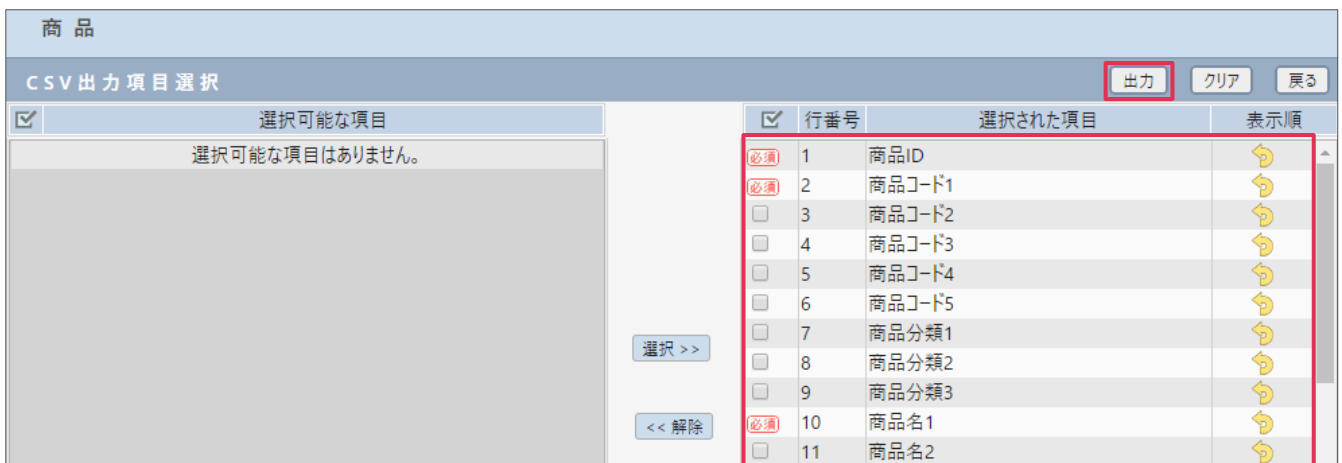 商 品
CSV出力項目選択 出力 クリア 戻る
選択可能な項目 行番号 選択された項目 表示順
選択可能な項目はありません。
必須 1 商品ID
必須 2 商品コード1
3 商品コード2
4 商品コード3
5 商品コード4
6 商品コード5
7 商品分類1
選択 >>
8 商品分類2
9 商品分類3
<< 解除
必須 10 商品名1
11 商品名2